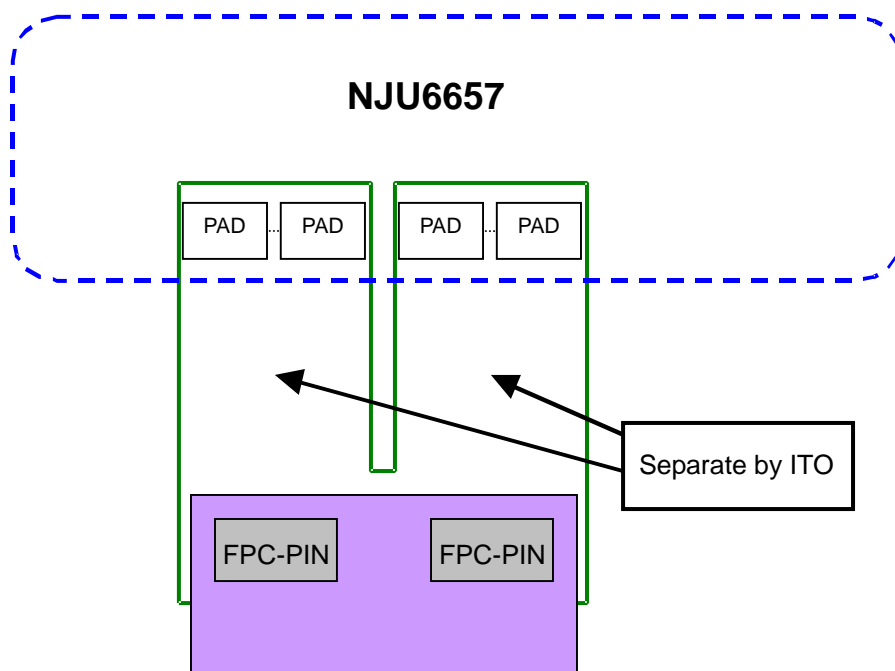 NJU6657
PAD ... PAD PAD ... PAD
Separate by ITO
FPC-PIN FPC-PIN